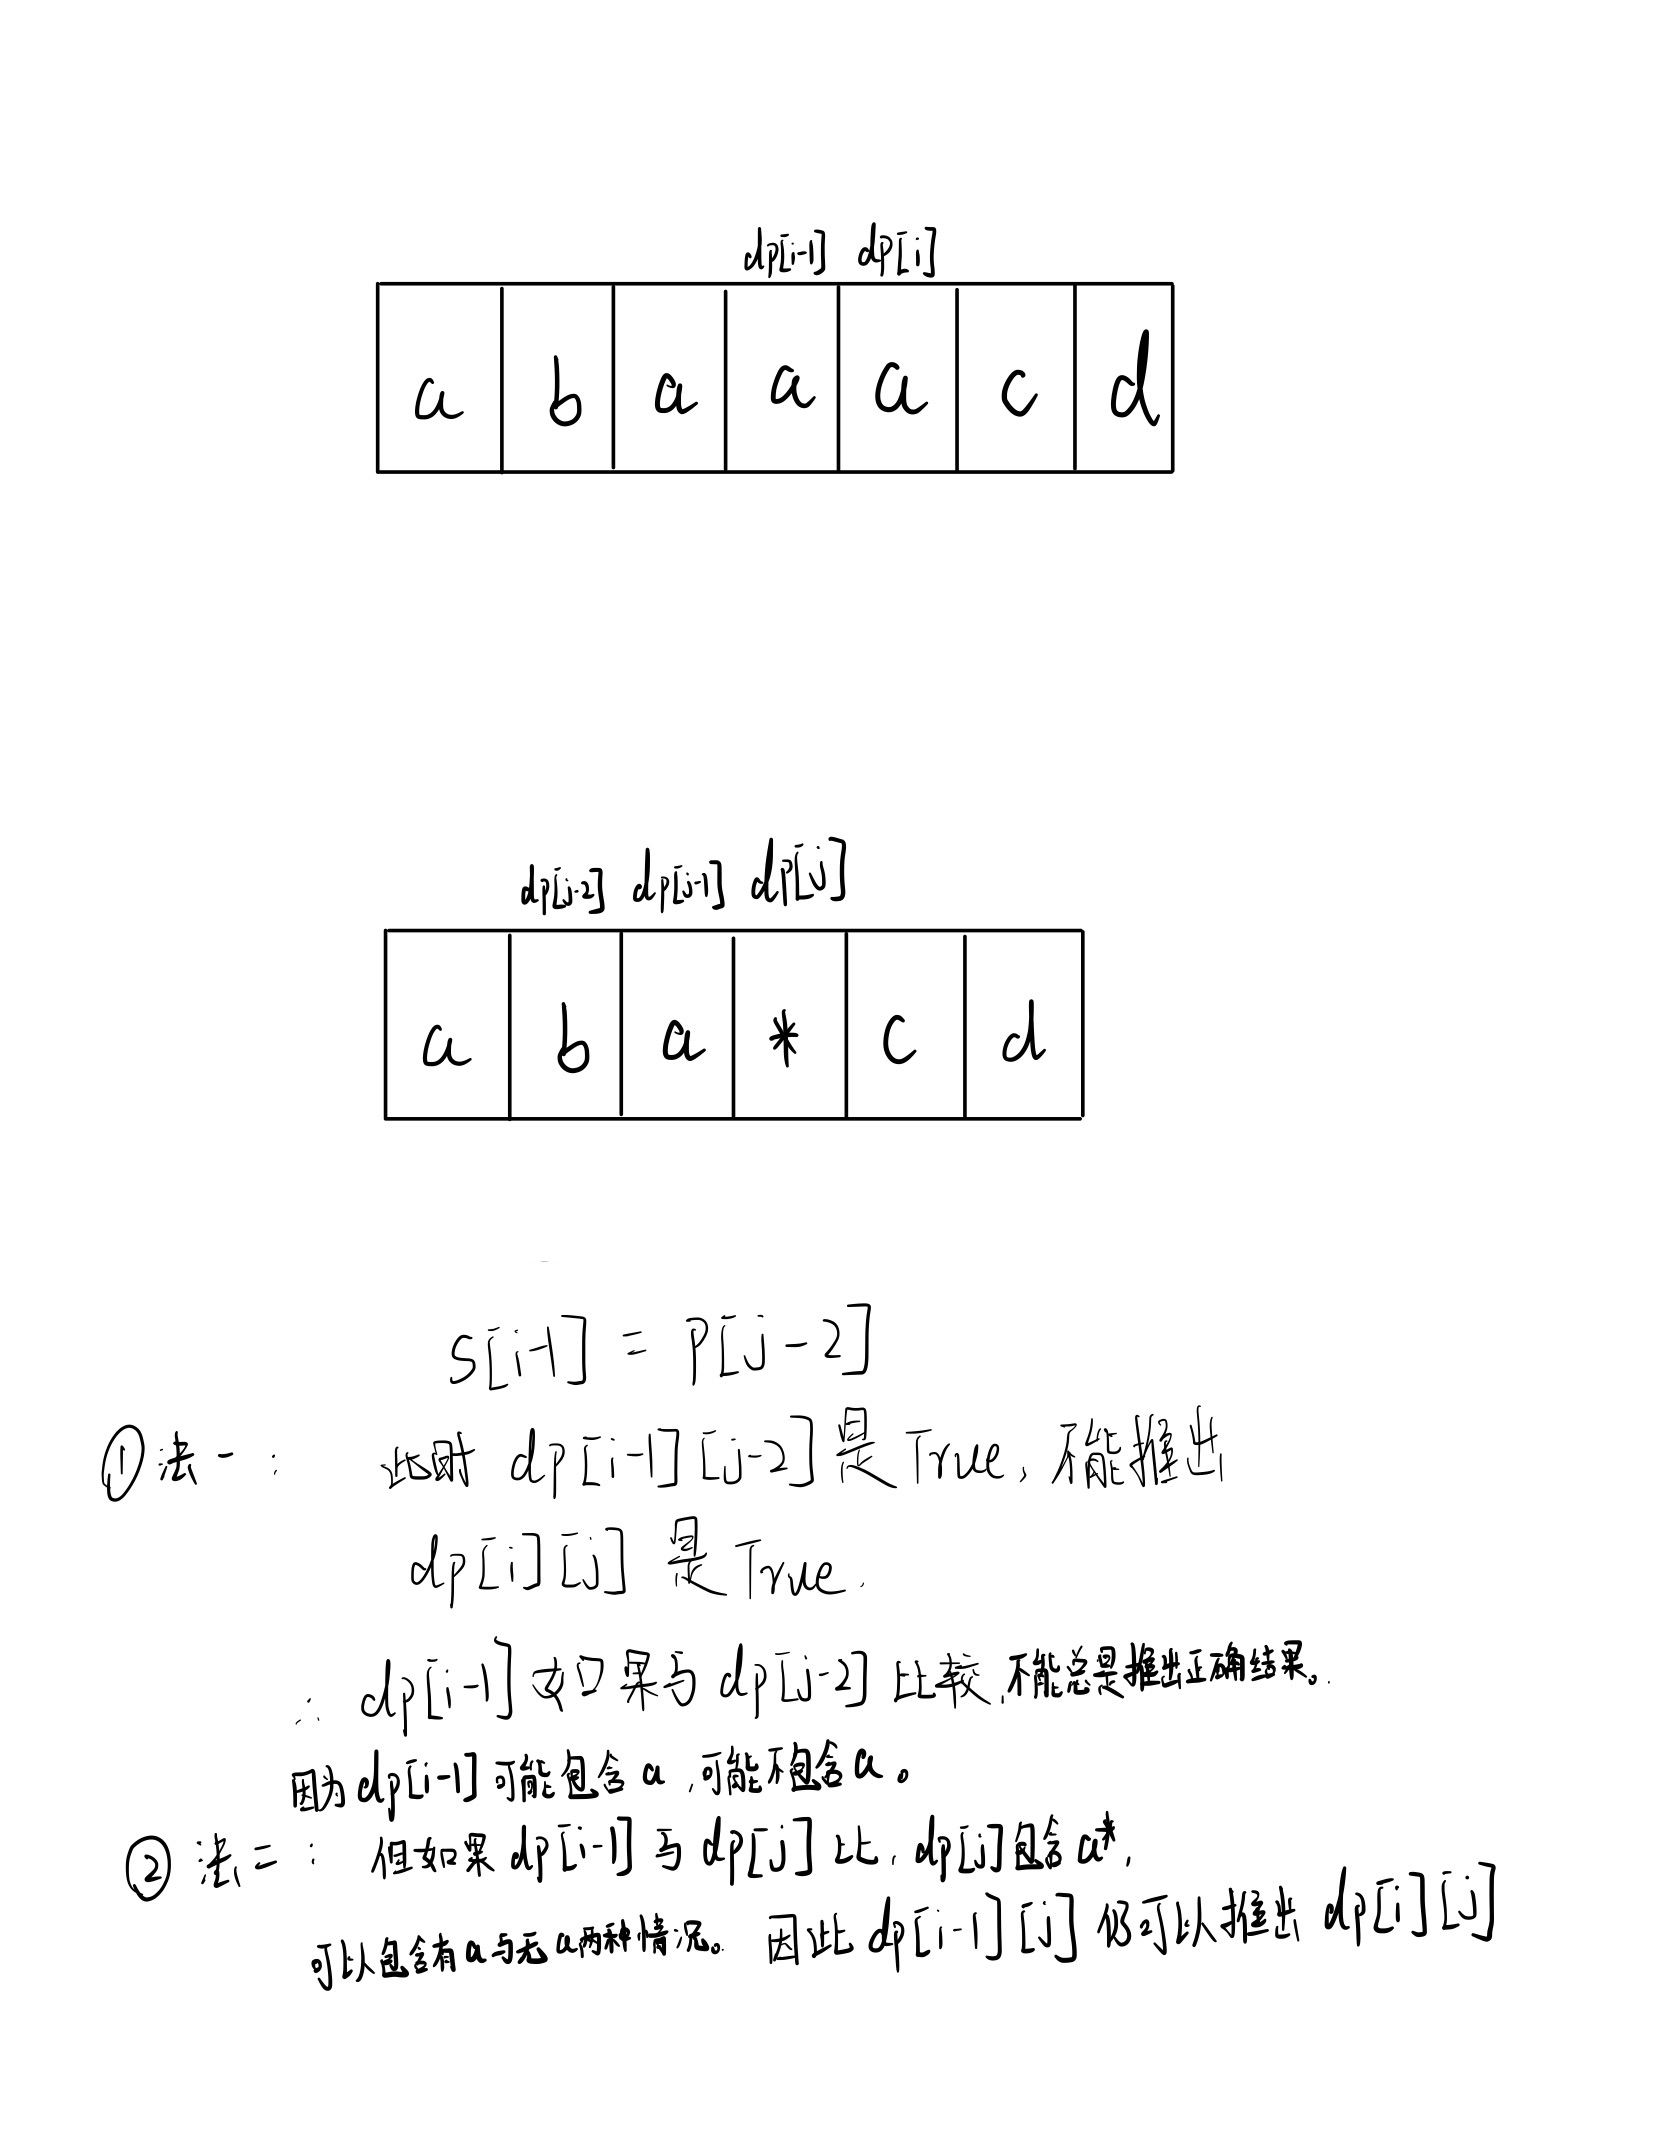 dp[i-1] dp[i]
a b a a a c d
dp[j-2] dp[j-1] dp[j]
a b a * c d
s[i-1] = p[j-2]
① 法一: 此时 dp[i-1][j-2] 是 True, 不能推出
dp[i][j] 是 True.
∴ dp[i-1] 如果与 dp[j-2] 比较,不能总是推出正确结果。
因为 dp[i-1] 可能包含 a ,可能不包含 a 。
② 法二: 但如果 dp[i-1] 与 dp[j] 比, dp[j] 包含 a*,
可以包含有 a 与无 a 两种情况。 因此 dp[i-1][j] 仍可以推出 dp[i][j]